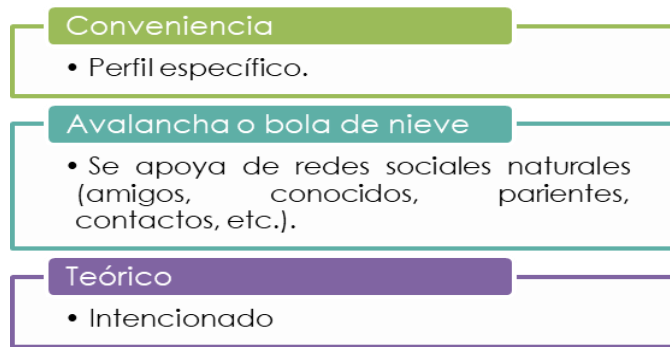 Conveniencia
• Perfil específico.
Avalancha o bola de nieve
• Se apoya de redes sociales naturales
(amigos, conocidos, parientes,
contactos, etc.).
Teórico
• Intencionado